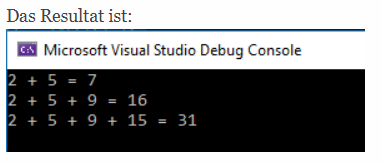 Das Resultat ist:
C:\ Microsoft Visual Studio Debug Console
2 + 5 = 7
2 + 5 + 9 = 16
2 + 5 + 9 + 15 = 31